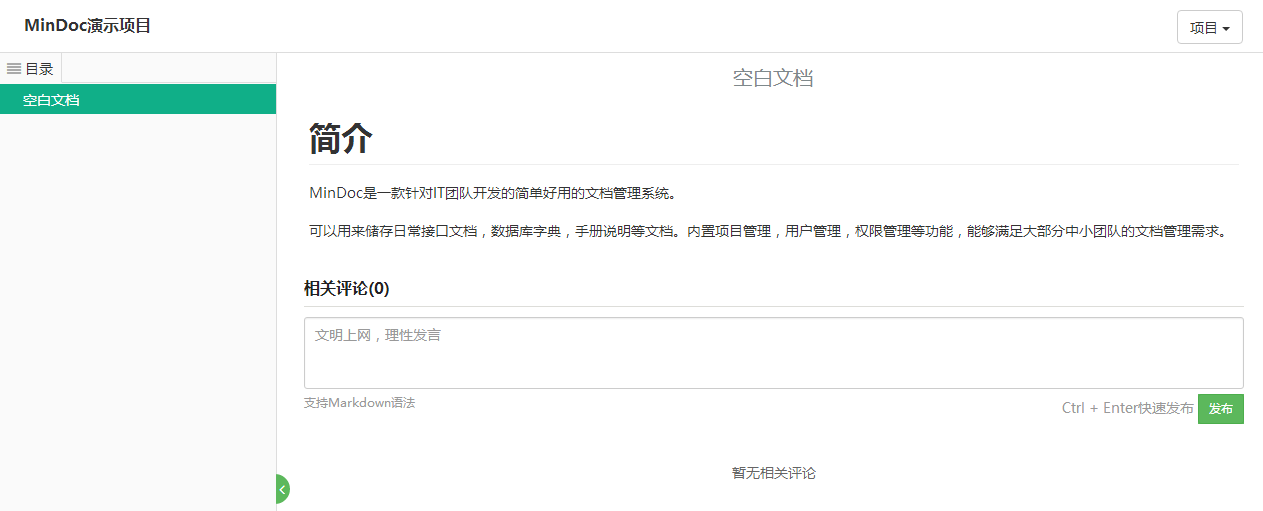 MinDoc演示项目
项目
目录
空白文档
空白文档
简介
MinDoc是一款针对IT团队开发的简单好用的文档管理系统。
可以用来储存日常接口文档，数据库字典，手册说明等文档。内置项目管理，用户管理，权限管理等功能，能够满足大部分中小团队的文档管理需求。
相关评论(0)
文明上网，理性发言
支持Markdown语法
Ctrl + Enter快速发布 发布
暂无相关评论